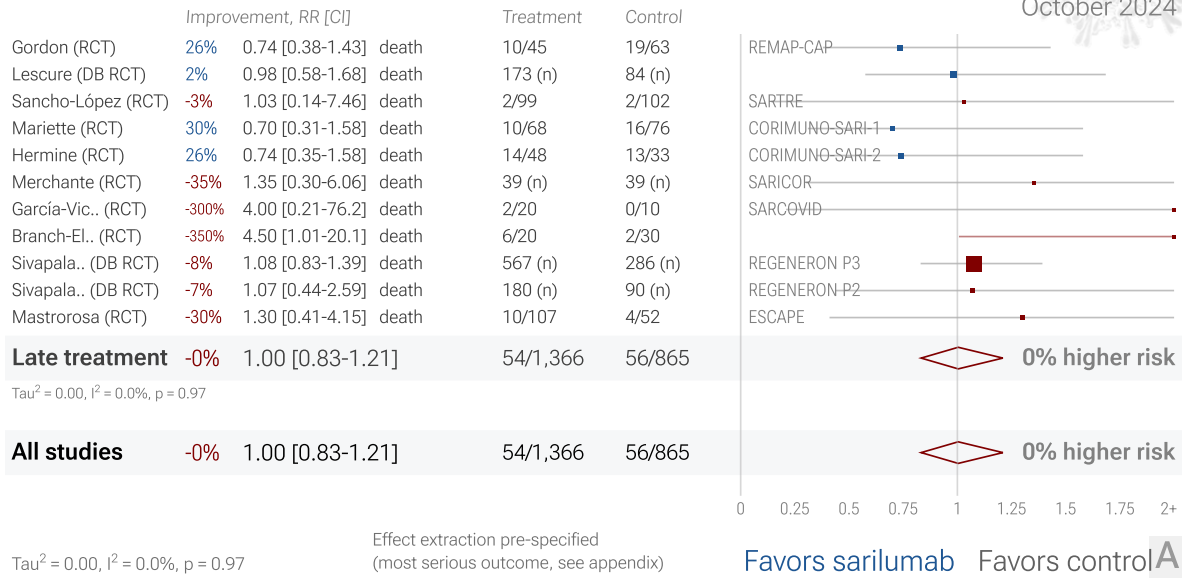 October 2024
Improvement, RR [CI] Treatment Control
Gordon (RCT) 26% 0.74 [0.38-1.43] death 10/45 19/63 REMAP-CAP
Lescure (DB RCT) 2% 0.98 [0.58-1.68] death 173 (n) 84 (n)
Sancho-López (RCT) -3% 1.03 [0.14-7.46] death 2/99 2/102 SARTRE
Mariette (RCT) 30% 0.70 [0.31-1.58] death 10/68 16/76 CORIMUNO-SARI-1
Hermine (RCT) 26% 0.74 [0.35-1.58] death 14/48 13/33 CORIMUNO-SARI-2
Merchante (RCT) -35% 1.35 [0.30-6.06] death 39 (n) 39 (n) SARICOR
García-Vic.. (RCT) -300% 4.00 [0.21-76.2] death 2/20 0/10 SARCOVID
Branch-El.. (RCT) -350% 4.50 [1.01-20.1] death 6/20 2/30
Sivapala.. (DB RCT) -8% 1.08 [0.83-1.39] death 567 (n) 286 (n) REGENERON P3
Sivapala.. (DB RCT) -7% 1.07 [0.44-2.59] death 180 (n) 90 (n) REGENERON P2
Mastrorosa (RCT) -30% 1.30 [0.41-4.15] death 10/107 4/52 ESCAPE
Late treatment -0% 1.00 [0.83-1.21] 54/1,366 56/865 0% higher risk
Tau² = 0.00, I² = 0.0%, p = 0.97
All studies -0% 1.00 [0.83-1.21] 54/1,366 56/865 0% higher risk
0 0.25 0.5 0.75 1 1.25 1.5 1.75 2+
Effect extraction pre-specified
(most serious outcome, see appendix)
Tau² = 0.00, I² = 0.0%, p = 0.97
Favors sarilumab Favors control
A